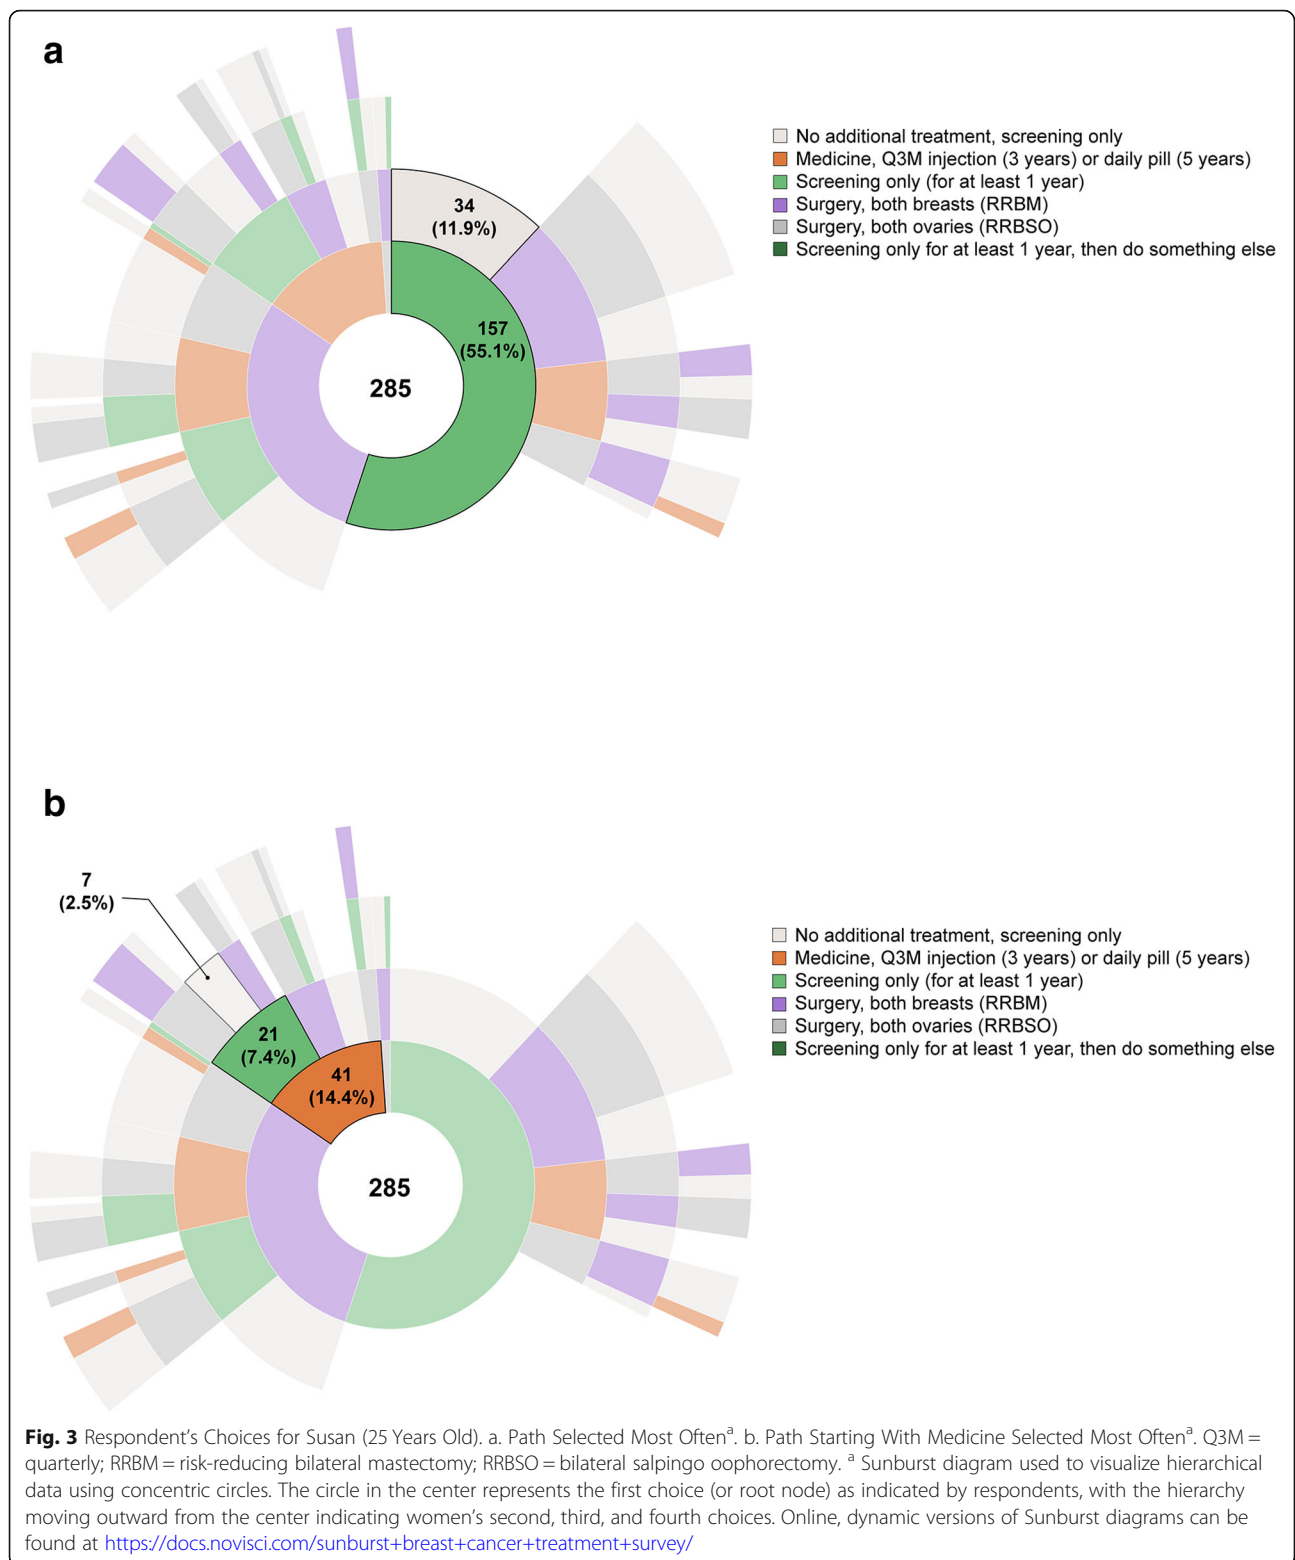 a
No additional treatment, screening only
Medicine, Q3M injection (3 years) or daily pill (5 years)
Screening only (for at least 1 year)
Surgery, both breasts (RRBM)
Surgery, both ovaries (RRBSO)
Screening only for at least 1 year, then do something else
34
(11.9%)
157
(55.1%)
285
b
7
(2.5%)
No additional treatment, screening only
Medicine, Q3M injection (3 years) or daily pill (5 years)
Screening only (for at least 1 year)
Surgery, both breasts (RRBM)
Surgery, both ovaries (RRBSO)
Screening only for at least 1 year, then do something else
21
(7.4%)
41
(14.4%)
285
Fig. 3 Respondent's Choices for Susan (25 Years Old). a. Path Selected Most Often^a. b. Path Starting With Medicine Selected Most Often^a. Q3M =
quarterly; RRBM = risk-reducing bilateral mastectomy; RRBSO = bilateral salpingo oophorectomy. ^a Sunburst diagram used to visualize hierarchical
data using concentric circles. The circle in the center represents the first choice (or root node) as indicated by respondents, with the hierarchy
moving outward from the center indicating women's second, third, and fourth choices. Online, dynamic versions of Sunburst diagrams can be
found at https://docs.novisci.com/sunburst+breast+cancer+treatment+survey/